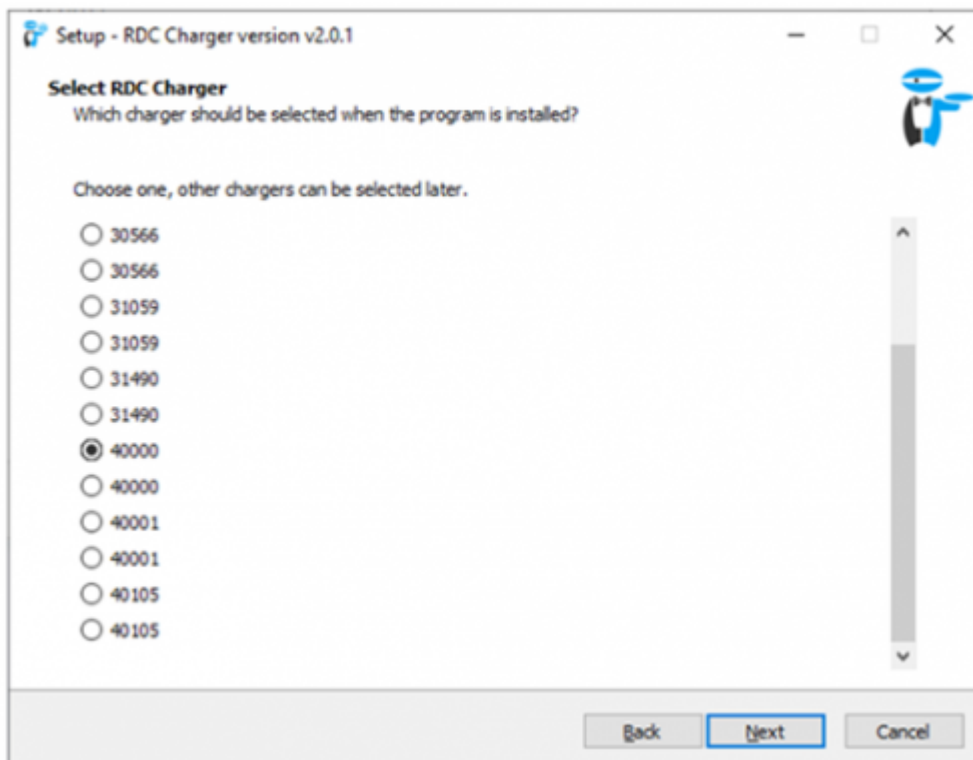 Setup - RDC Charger version v2.0.1
Select RDC Charger
Which charger should be selected when the program is installed?
Choose one, other chargers can be selected later.
30566
30566
31059
31059
31490
31490
40000
40000
40001
40001
40105
40105
Back Next Cancel